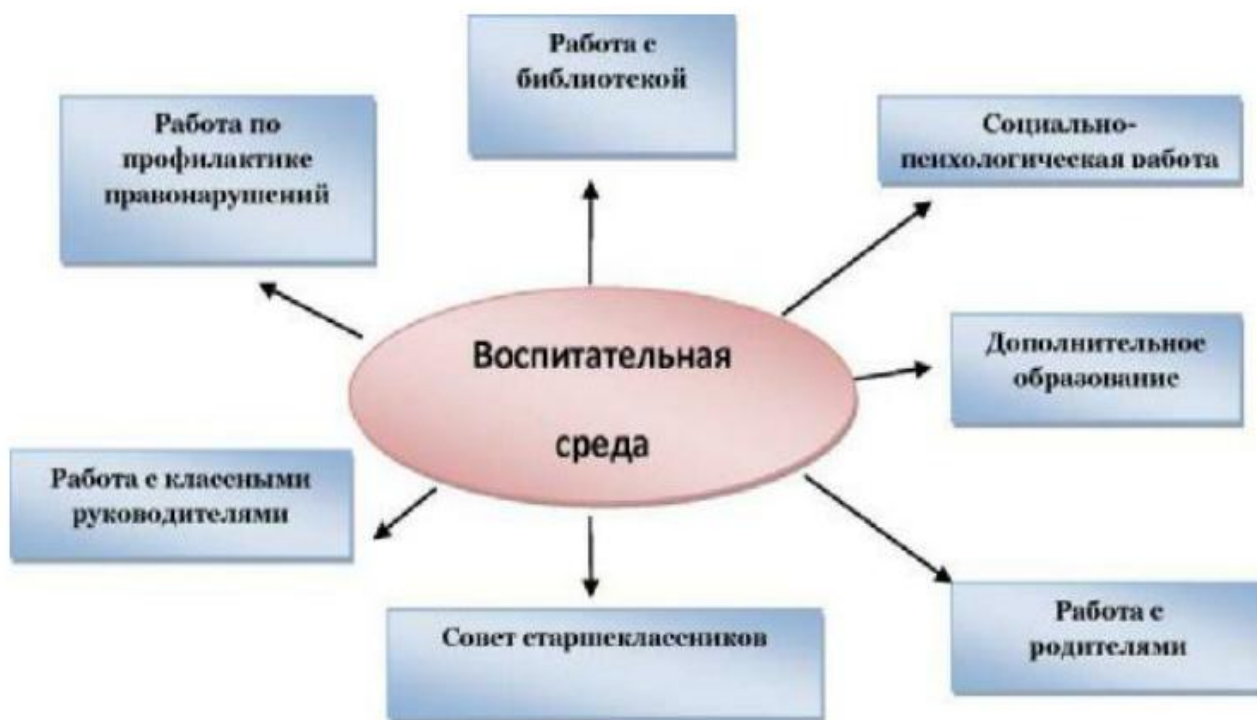 Работа с
библиотекой
Работа по
профилактике
правонарушений
Социально-
психологическая работа
Воспитательная
среда
Дополнительное
образование
Работа с классными
руководителями
Совет старшеклассников
Работа с
родителями